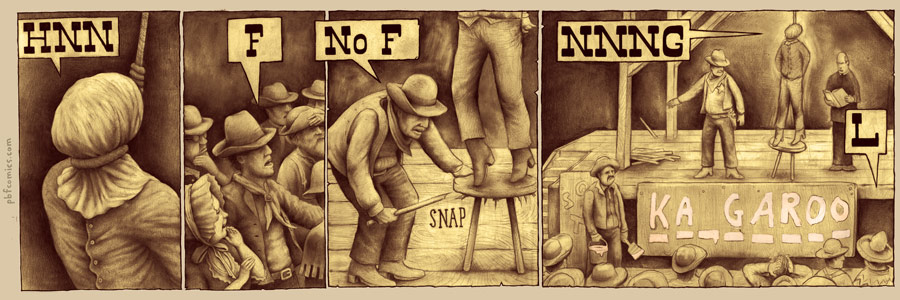 pbfcomics.com
HNN
F
No F
SNAP
NNNG
L
KA GAROO